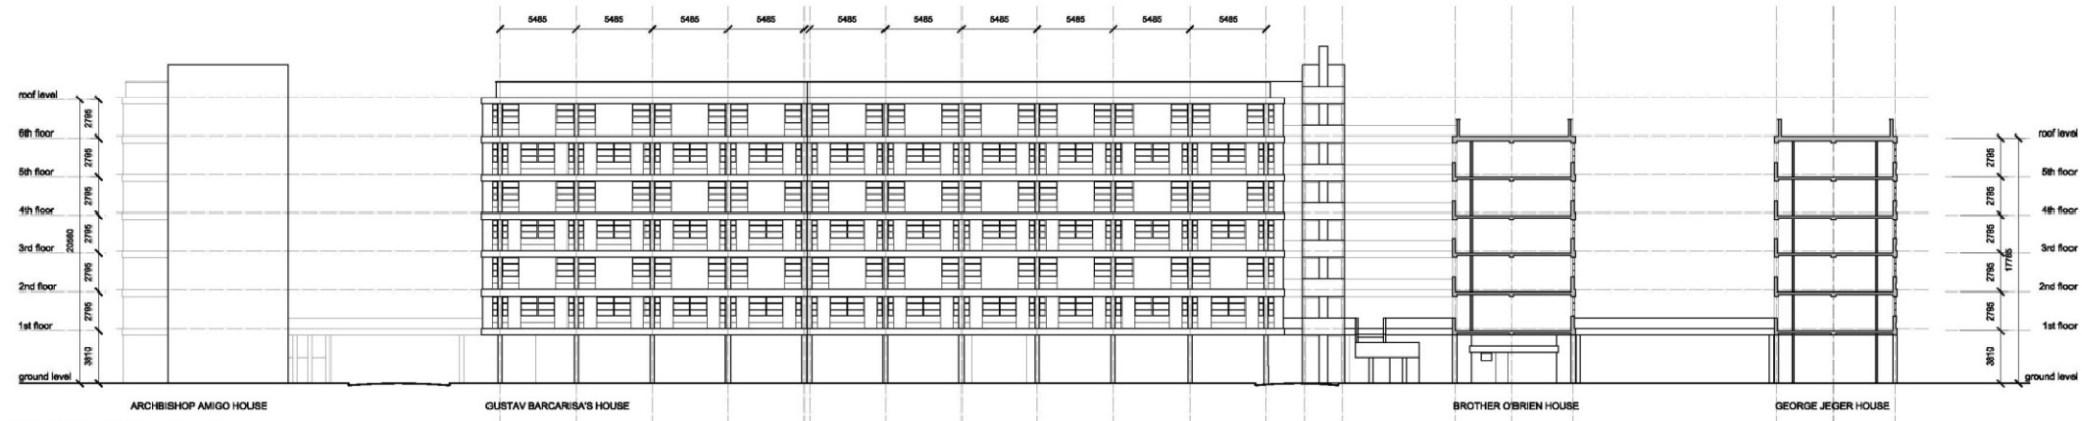 5485 5485 5485 5485 5485 5485 5485 5485 5485 5485
roof level
2795
6th floor
2795
5th floor
2795
4th floor
2795
20580
3rd floor
2795
2nd floor
2795
1st floor
3810
ground level
roof level
2795
5th floor
2795
4th floor
2795
3rd floor
17785
2795
2nd floor
2795
1st floor
3810
ground level
ARCHBISHOP AMIGO HOUSE
GUSTAV BARCARISA'S HOUSE
BROTHER O'BRIEN HOUSE
GEORGE JEGER HOUSE